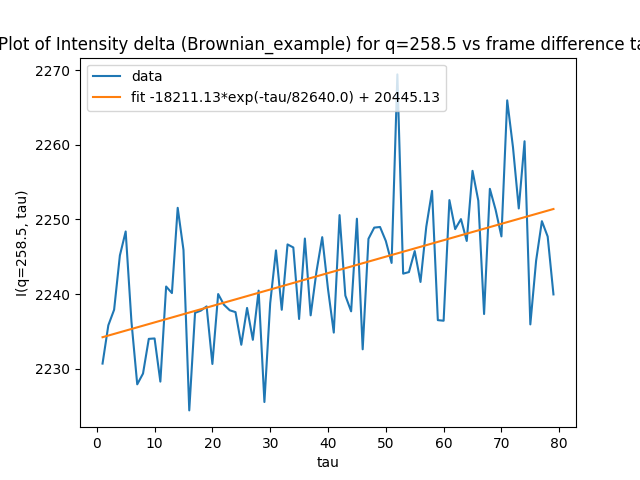 Plot of Intensity delta (Brownian_example) for q=258.5 vs frame difference ta
data
fit -18211.13*exp(-tau/82640.0) + 20445.13
I(q=258.5, tau)
2270
2260
2250
2240
2230
0 10 20 30 40 50 60 70 80
tau